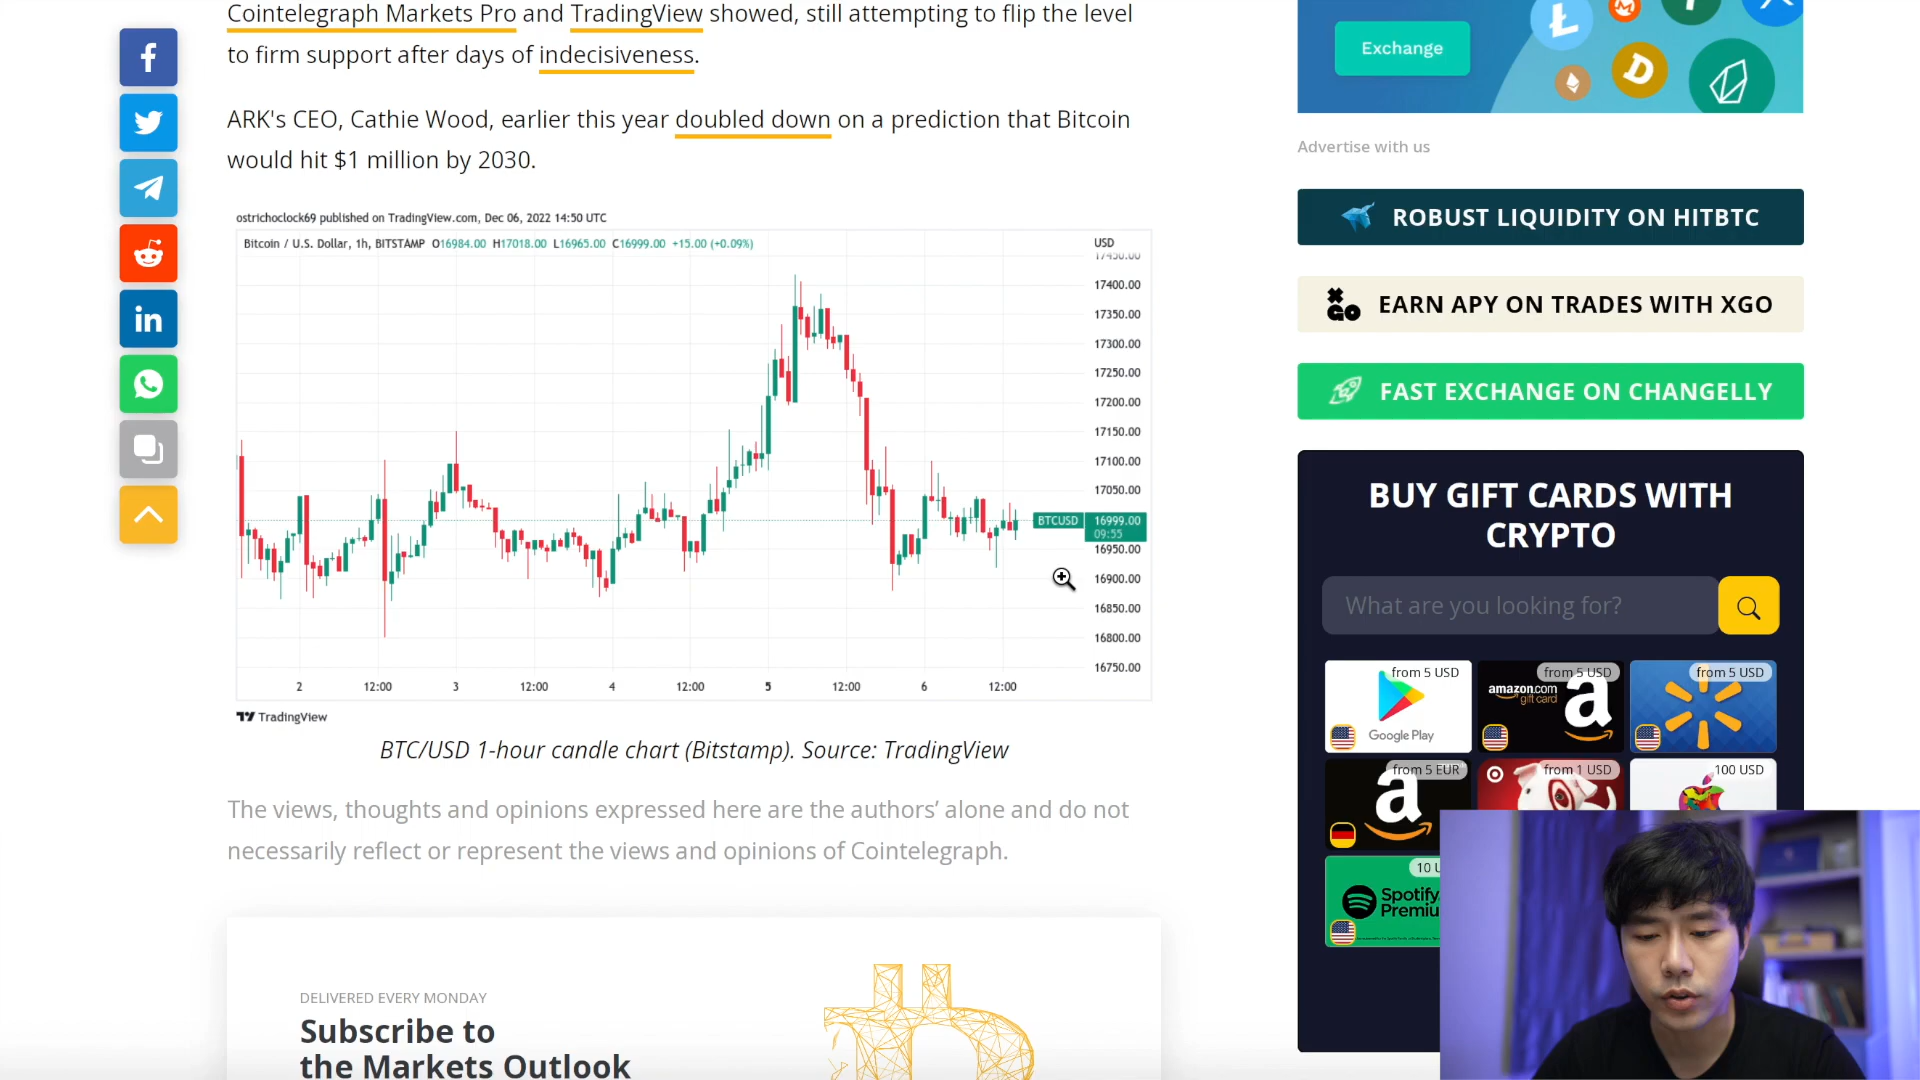 Cointelegraph Markets Pro and TradingView showed, still attempting to flip the level
to firm support after days of indecisiveness.
ARK's CEO, Cathie Wood, earlier this year doubled down on a prediction that Bitcoin
would hit $1 million by 2030.
ostrichoclock69 published on TradingView.com, Dec 06, 2022 14:50 UTC
Bitcoin / U.S. Dollar, 1h, BITSTAMP O16984.00 H17018.00 L16965.00 C16999.00 +15.00 (+0.09%)
USD
17450.00
17400.00
17350.00
17300.00
17250.00
17200.00
17150.00
17100.00
17050.00
BTCUSD 16999.00
09:55
16950.00
16900.00
16850.00
16800.00
16750.00
2 12:00 3 12:00 4 12:00 5 12:00 6 12:00
TradingView
BTC/USD 1-hour candle chart (Bitstamp). Source: TradingView
The views, thoughts and opinions expressed here are the authors’ alone and do not
necessarily reflect or represent the views and opinions of Cointelegraph.
DELIVERED EVERY MONDAY
Subscribe to
the Markets Outlook
Exchange
Advertise with us
ROBUST LIQUIDITY ON HITBTC
EARN APY ON TRADES WITH XGO
FAST EXCHANGE ON CHANGELLY
BUY GIFT CARDS WITH
CRYPTO
What are you looking for?
from 5 USD
Google Play
from 5 USD
amazon.com
gift card
from 5 USD
from 5 EUR
from 1 USD
100 USD
10 U
Spotify
Premiu